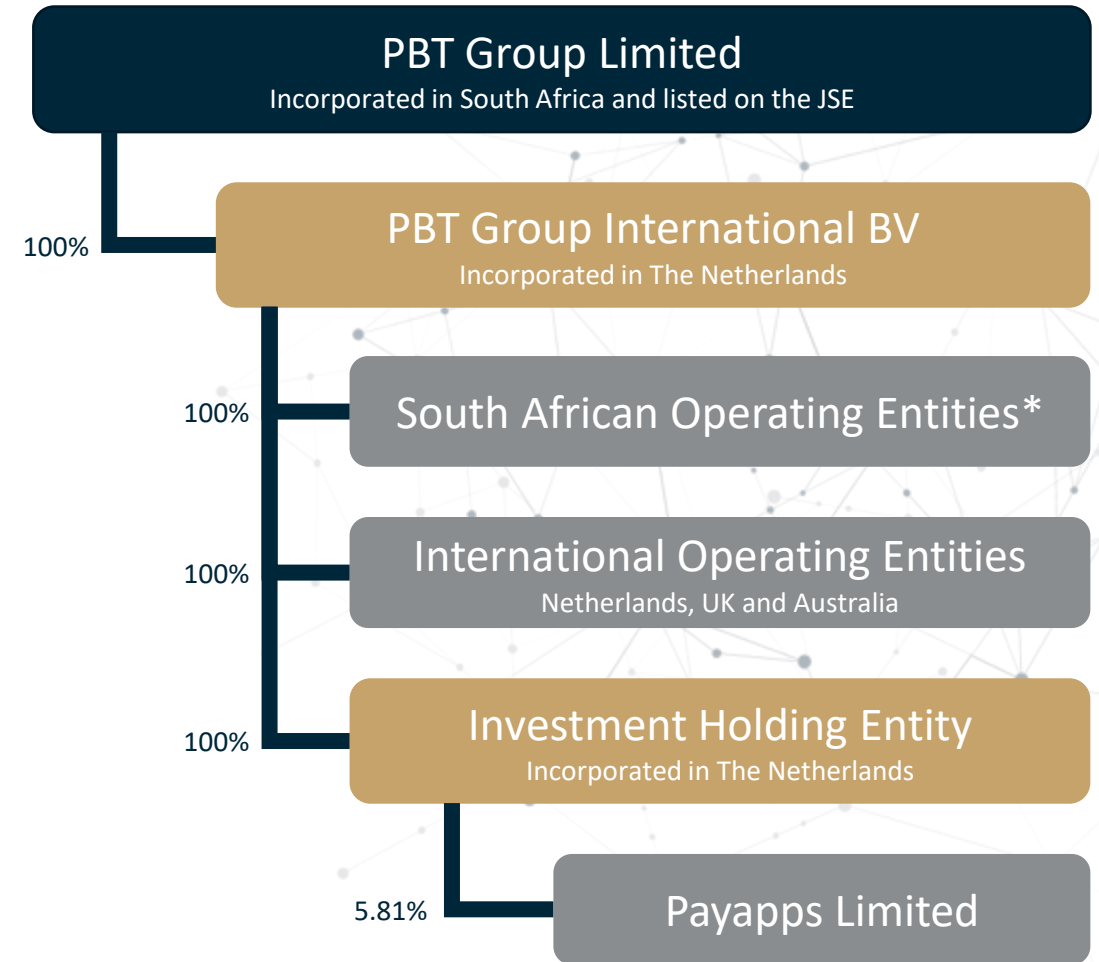 PBT Group Limited
Incorporated in South Africa and listed on the JSE
100%
PBT Group International BV
Incorporated in The Netherlands
100%
South African Operating Entities*
100%
International Operating Entities
Netherlands, UK and Australia
100%
Investment Holding Entity
Incorporated in The Netherlands
5.81%
Payapps Limited